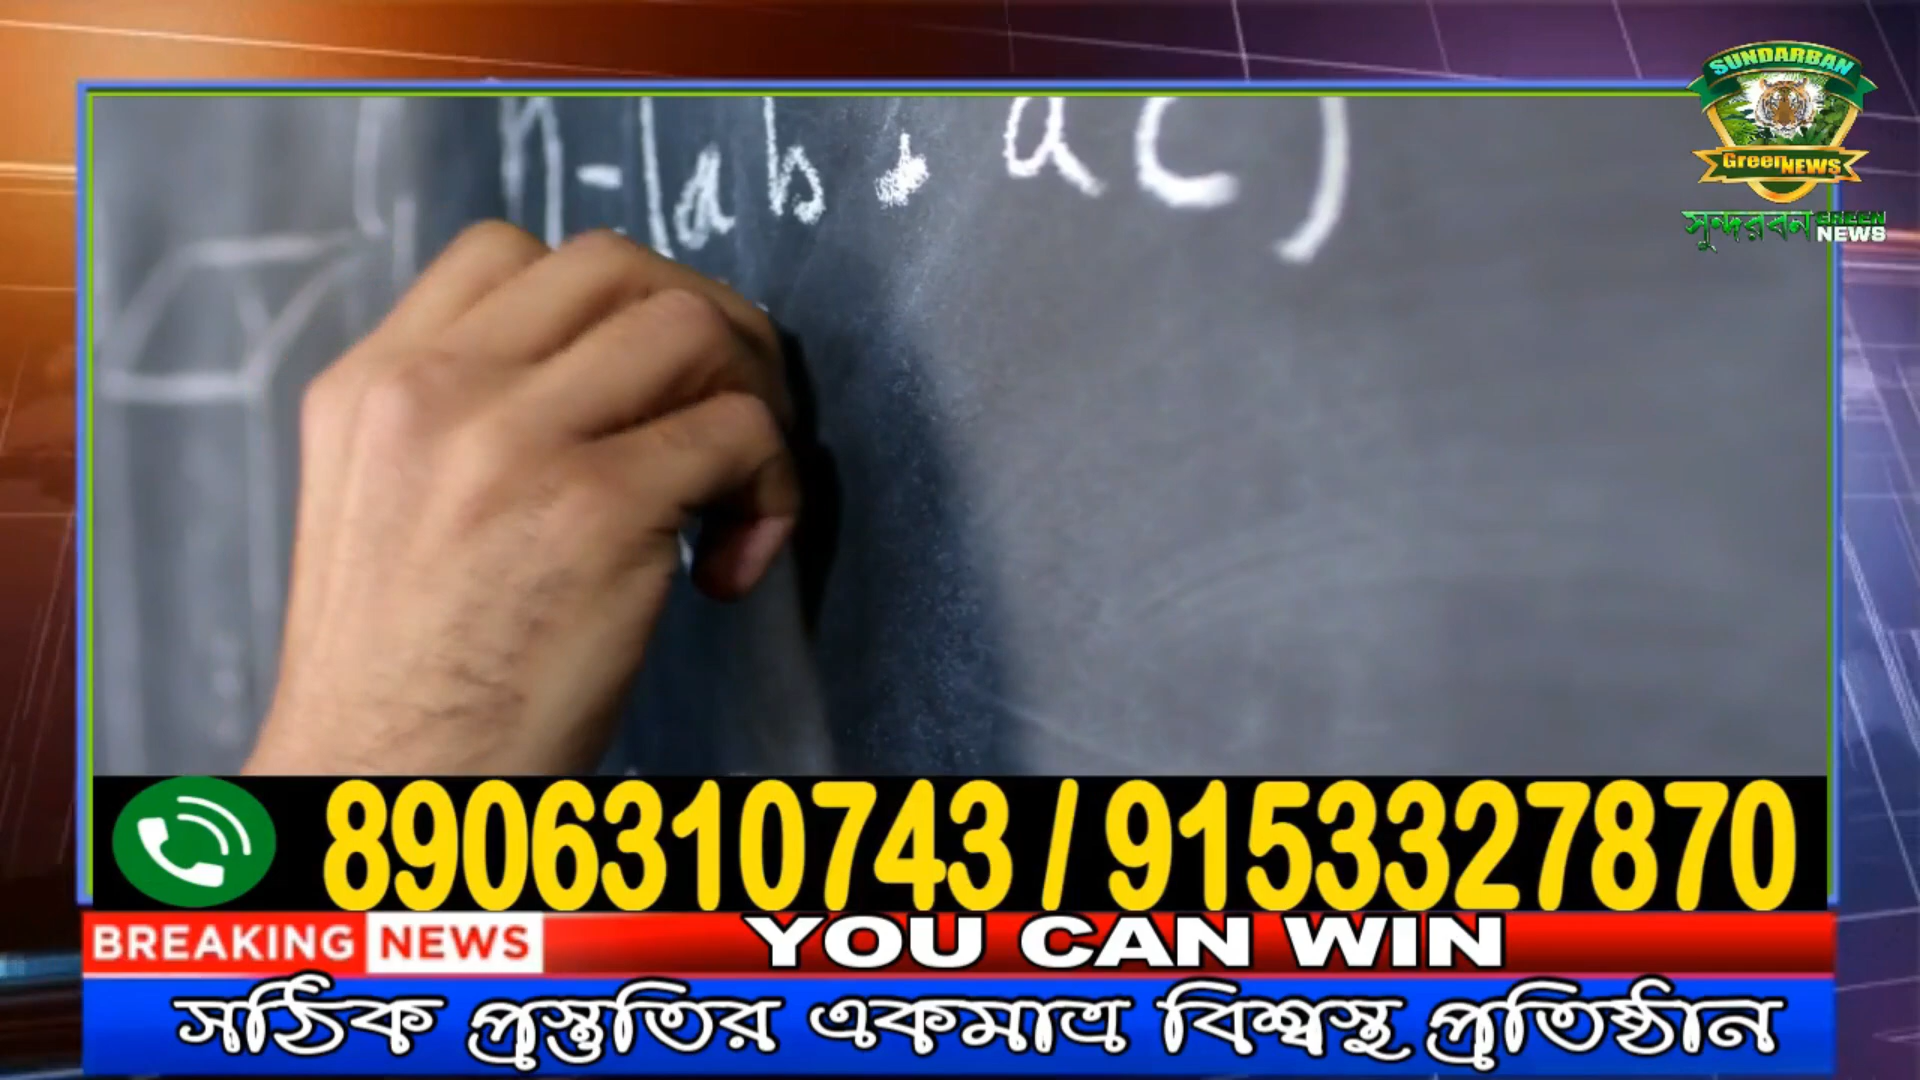 SUNDARBAN
Green NEWS
সুন্দরবন GREEN NEWS
8906310743 / 9153327870
BREAKING NEWS
YOU CAN WIN
সঠিক প্রস্তুতির একমাত্র বিশ্বস্থ প্রতিষ্ঠান